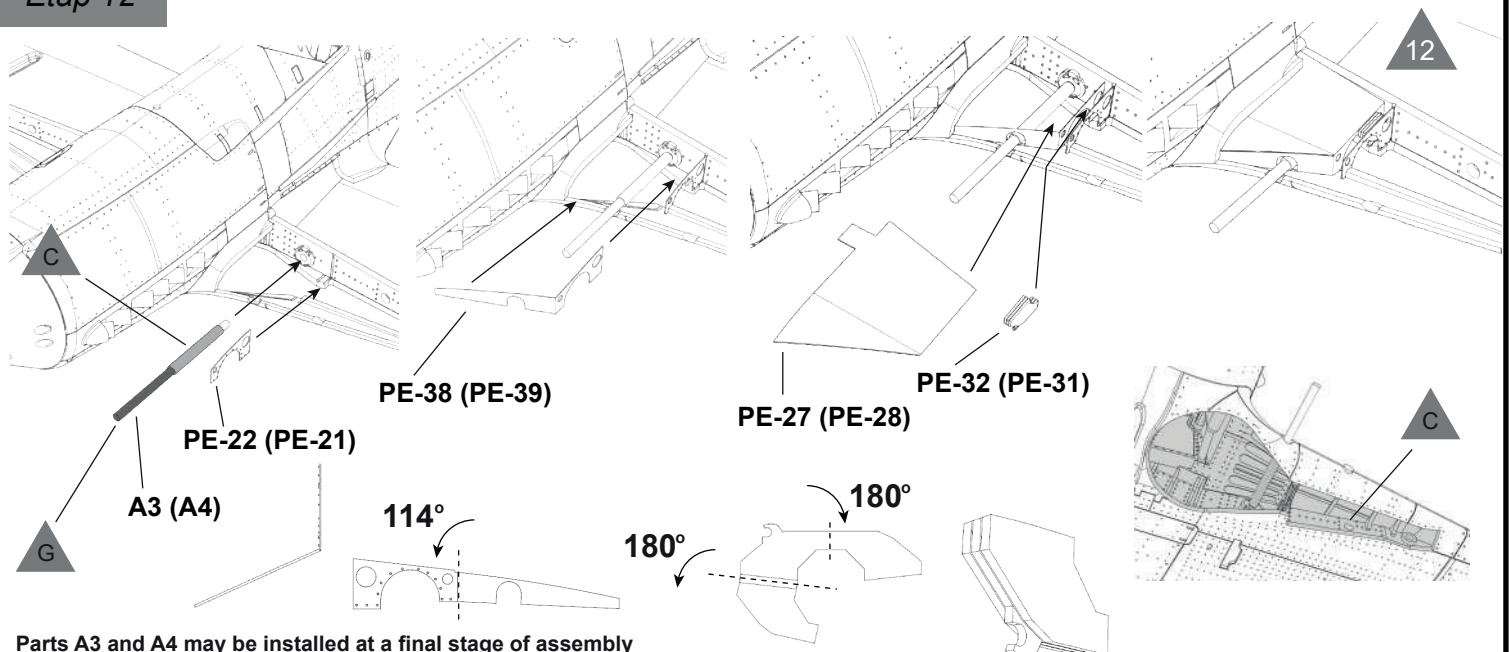 Etap 12
12
C
PE-38 (PE-39)
PE-32 (PE-31)
PE-27 (PE-28)
PE-22 (PE-21)
C
A3 (A4)
G
114°
180°
180°
Parts A3 and A4 may be installed at a final stage of assembly